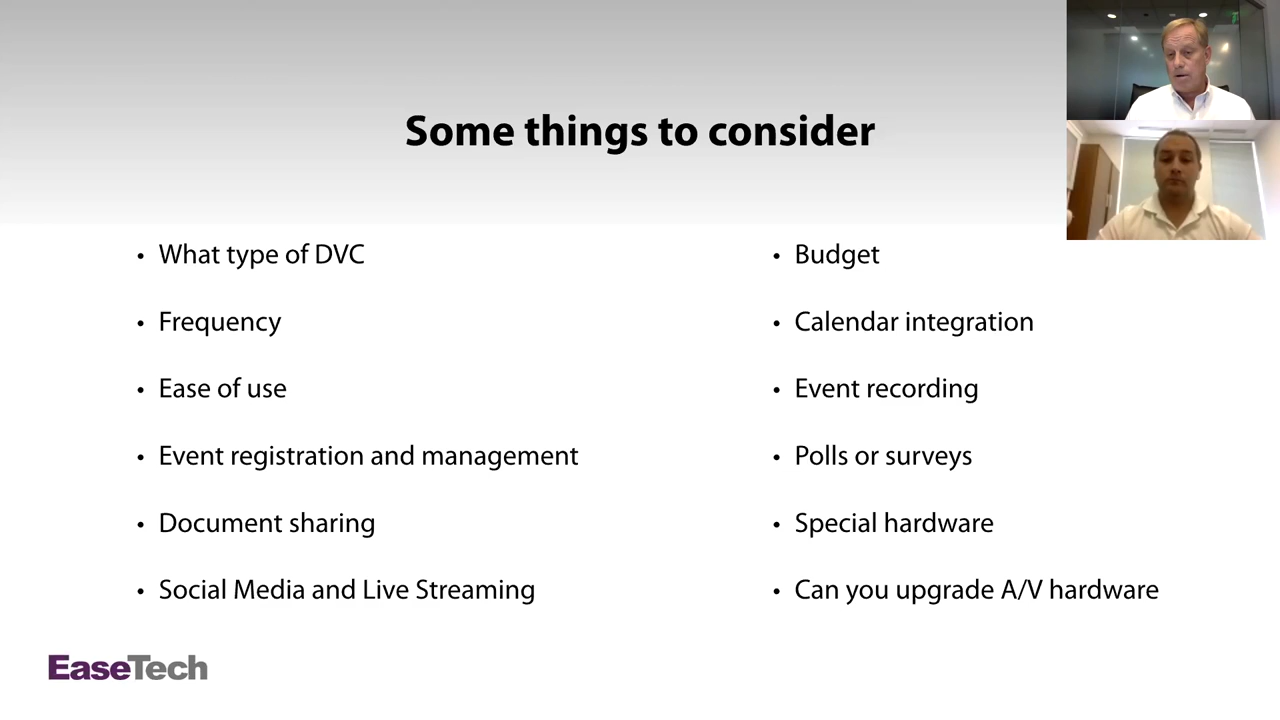 Some things to consider
• What type of DVC
• Frequency
• Ease of use
• Event registration and management
• Document sharing
• Social Media and Live Streaming
• Budget
• Calendar integration
• Event recording
• Polls or surveys
• Special hardware
• Can you upgrade A/V hardware
EaseTech